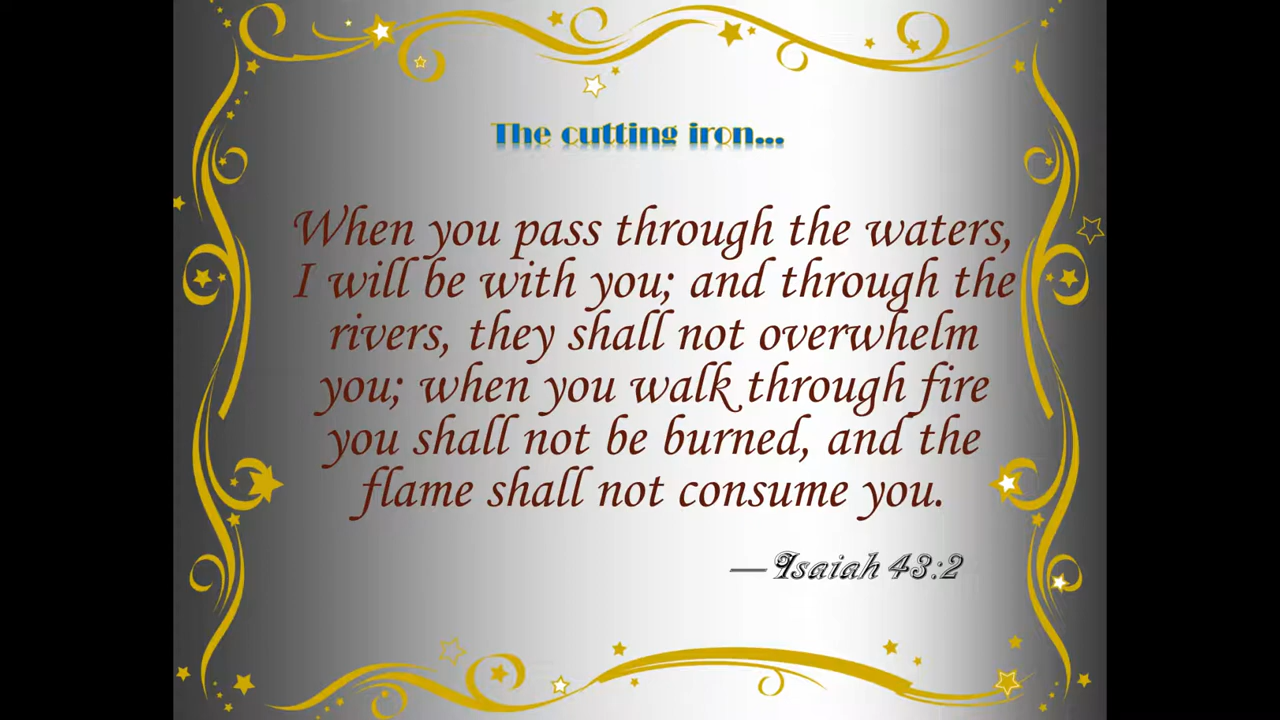 The cutting iron...
When you pass through the waters,
I will be with you; and through the
rivers, they shall not overwhelm
you; when you walk through fire
you shall not be burned, and the
flame shall not consume you.
—Isaiah 43:2